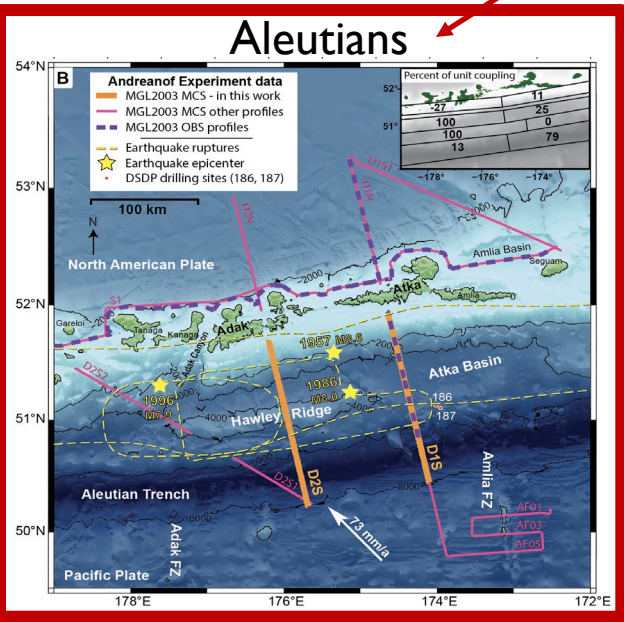 Aleutians
54°N
B
Andreanof Experiment data
MGL2003 MCS - in this work
MGL2003 MCS other profiles
MGL2003 OBS profiles
Earthquake ruptures
Earthquake epicenter
DSDP drilling sites (186, 187)
100 km
N
Percent of unit coupling
52°
51°
-27
11
25
100
0
100
79
13
-178°
-176°
-174°
53°N
D2N
D1N
D1S1
-2000
-2000
North American Plate
Amlia Basin
Seguam
52°N
S1
Atka
Amlia
0
Gareloi
Tanaga
Kanaga
Adak
Adak Canyon
1957 M8.6
D2S2
1996
M7.9
1986
M8.0
Atka Basin
186
187
51°N
-4000
Hawley Ridge
D2S1
D2S
D1S
Aleutian Trench
-6000
-6000
Amlia FZ
AF01
AF03
AF05
50°N
Adak FZ
73 mm/a
Pacific Plate
178°E
176°E
174°E
172°E